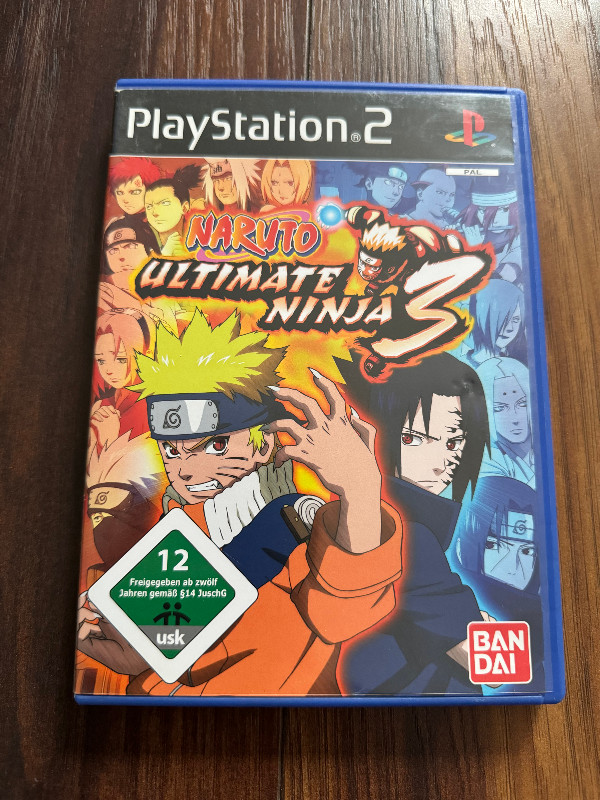 PlayStation®2
PAL
NARUTO
ULTIMATE
NINJA 3
12
Freigegeben ab zwölf
Jahren gemäß §14 JuschG
usk
BAN
DAI